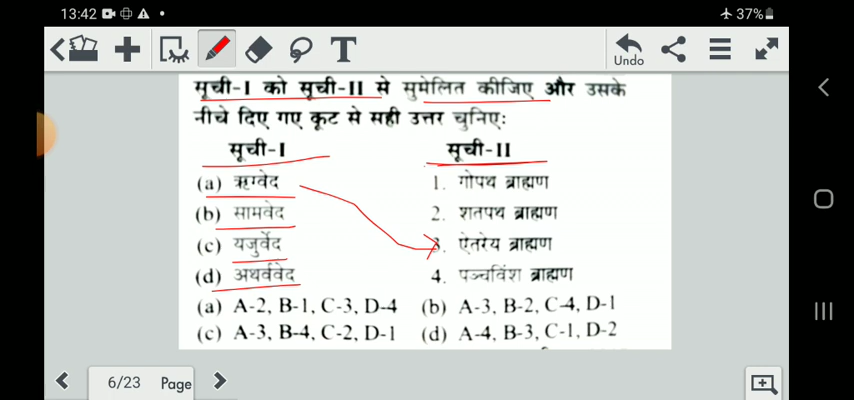 13:42 37%
Undo
सूची-I को सूची-II से सुमेलित कीजिए और उसके
नीचे दिए गए कूट से सही उत्तर चुनिए:
सूची-I सूची-II
(a) ऋग्वेद 1. गोपथ ब्राह्मण
(b) सामवेद 2. शतपथ ब्राह्मण
(c) यजुर्वेद 3. ऐतरेय ब्राह्मण
(d) अथर्ववेद 4. पञ्चविंश ब्राह्मण
(a) A-2, B-1, C-3, D-4 (b) A-3, B-2, C-4, D-1
(c) A-3, B-4, C-2, D-1 (d) A-4, B-3, C-1, D-2
6/23 Page